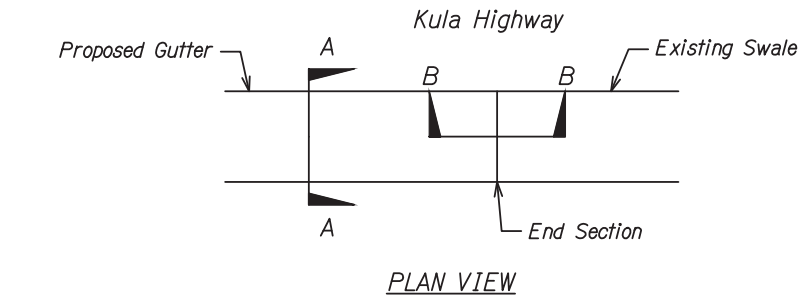 Kula Highway
Proposed Gutter
A
Existing Swale
B
B
A
End Section
PLAN VIEW